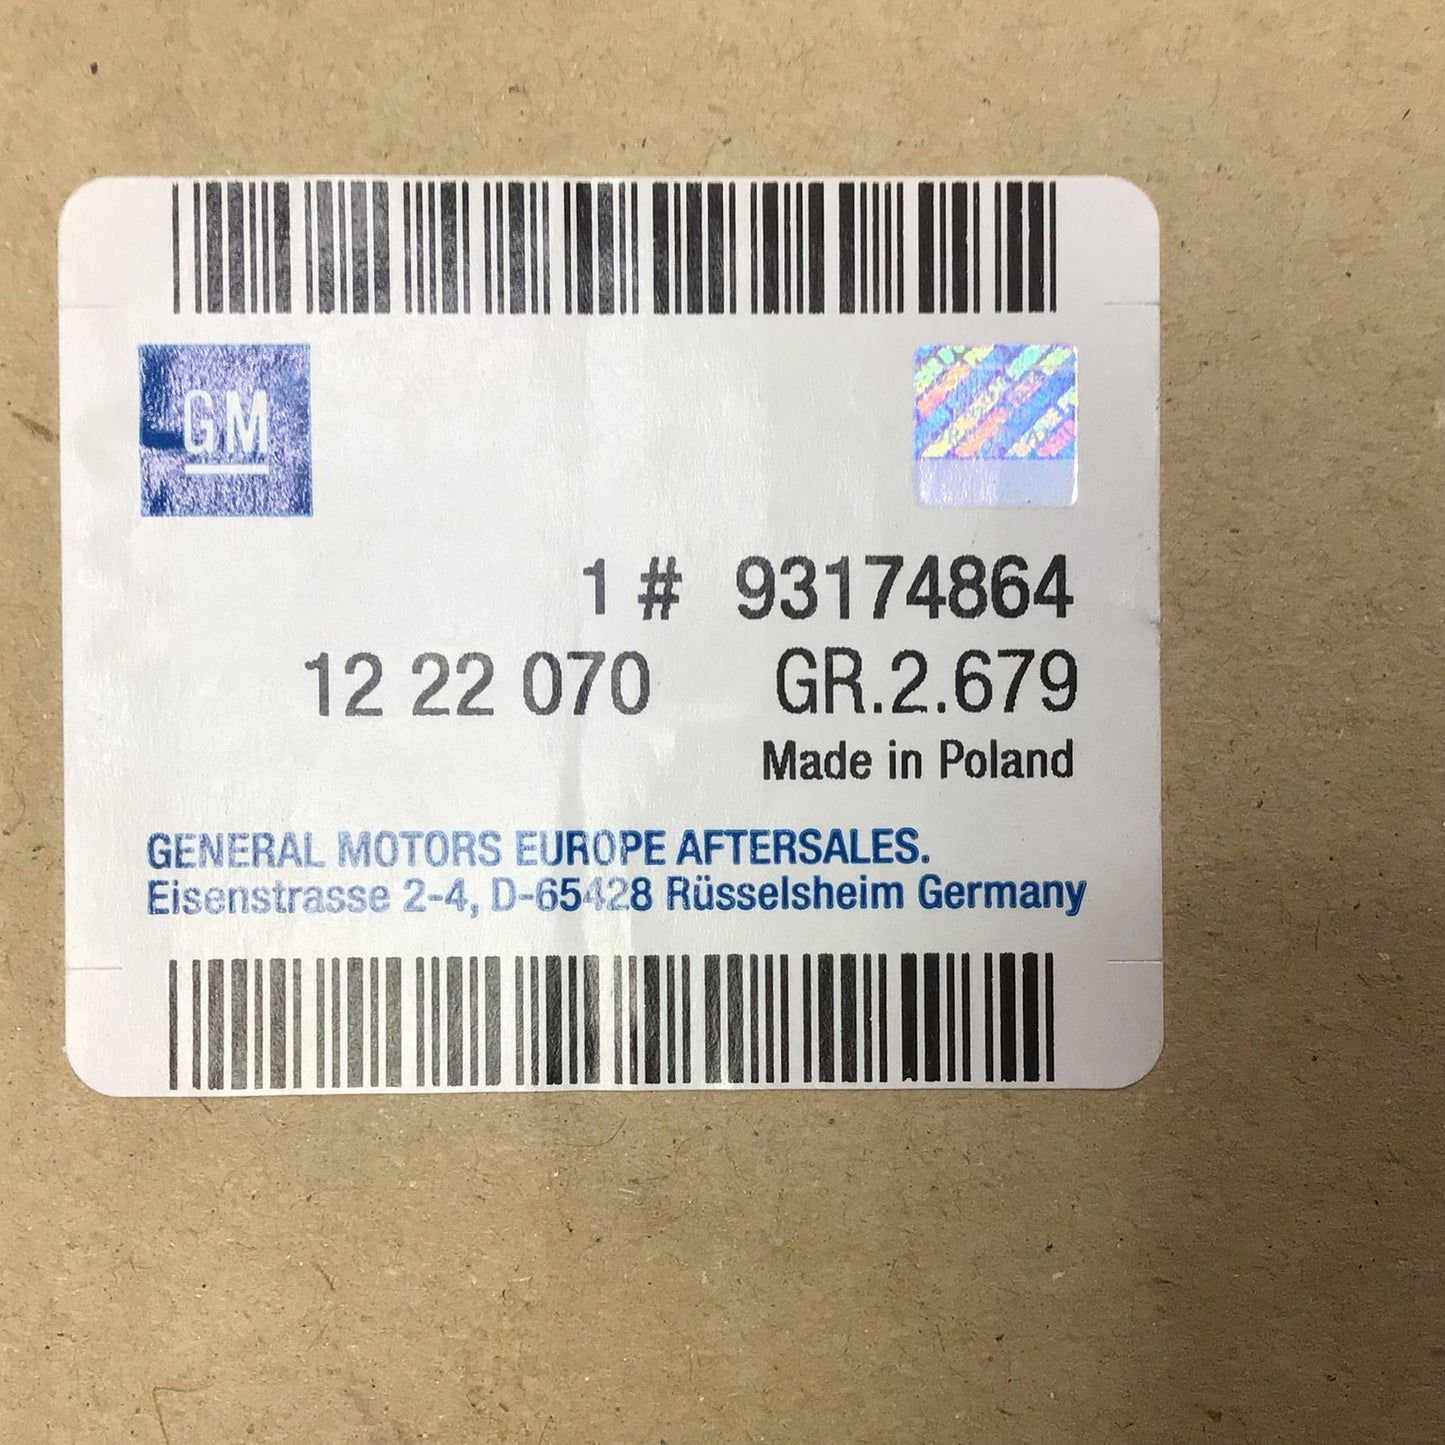 GM
1 # 93174864
12 22 070 GR.2.679
Made in Poland
GENERAL MOTORS EUROPE AFTERSALES.
Eisenstrasse 2-4, D-65428 Rüsselsheim Germany